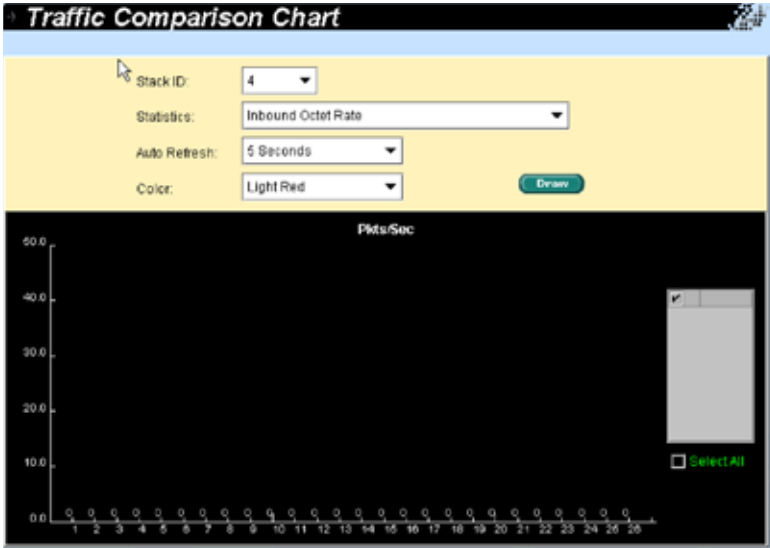 Traffic Comparison Chart
Stack ID: 4
Statistics: Inbound Octet Rate
Auto Refresh: 5 Seconds
Color: Light Red
Draw
Pkts/Sec
50.0
40.0
30.0
20.0
10.0
0.0
0 0 0 0 0 0 0 0 0 0 0 0 0 0 0 0 0 0 0 0 0 0 0 0 0 0
1 2 3 4 5 6 7 8 9 10 11 12 13 14 15 16 17 18 19 20 21 22 23 24 25 26
Select All